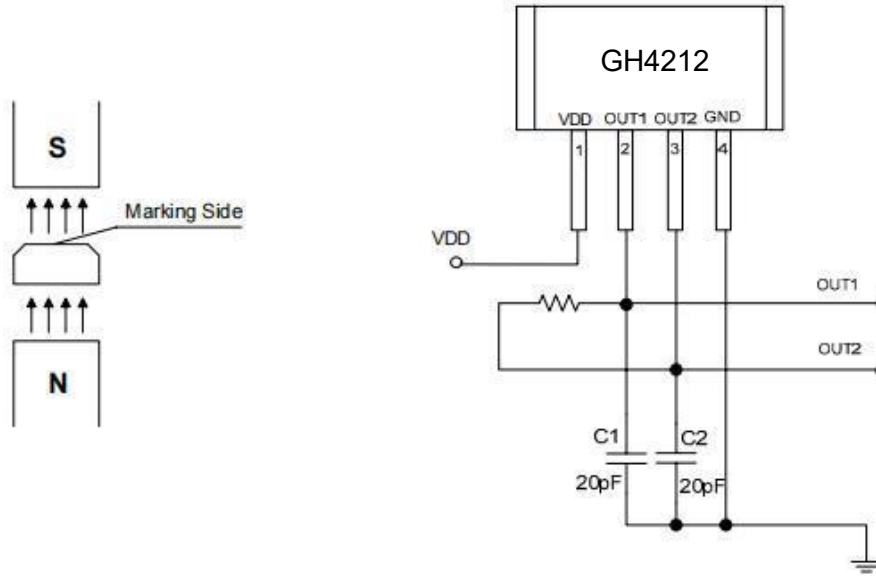 S
Marking Side
N
GH4212
VDD OUT1 OUT2 GND
1 2 3 4
VDD
OUT1
OUT2
C1 C2
20pF 20pF